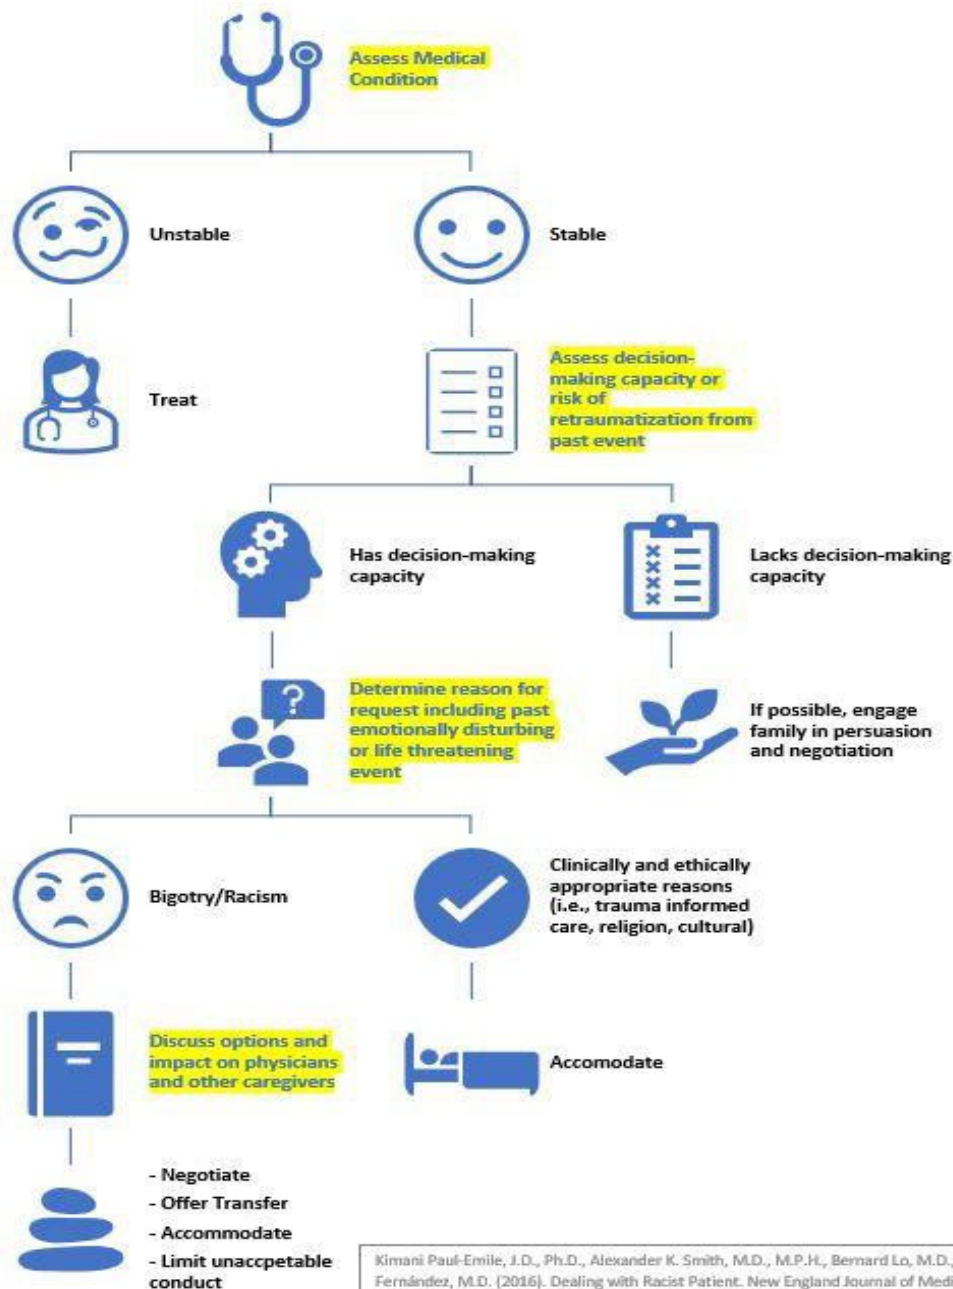 Assess Medical
Condition
Unstable
Stable
Treat
Assess decision-
making capacity or
risk of
retraumatization from
past event
Has decision-making
capacity
Lacks decision-making
capacity
?
Determine reason for
request including past
emotionally disturbing
or life threatening
event
If possible, engage
family in persuasion
and negotiation
Bigotry/Racism
Clinically and ethically
appropriate reasons
(i.e., trauma informed
care, religion, cultural)
Discuss options and
impact on physicians
and other caregivers
Accomodate
- Negotiate
- Offer Transfer
- Accommodate
- Limit unaccpetable
conduct
Kimani Paul-Emile, J.D., Ph.D., Alexander K. Smith, M.D., M.P.H., Bernard Lo, M.D.,
Fernández, M.D. (2016). Dealing with Racist Patient. New England Journal of Medi